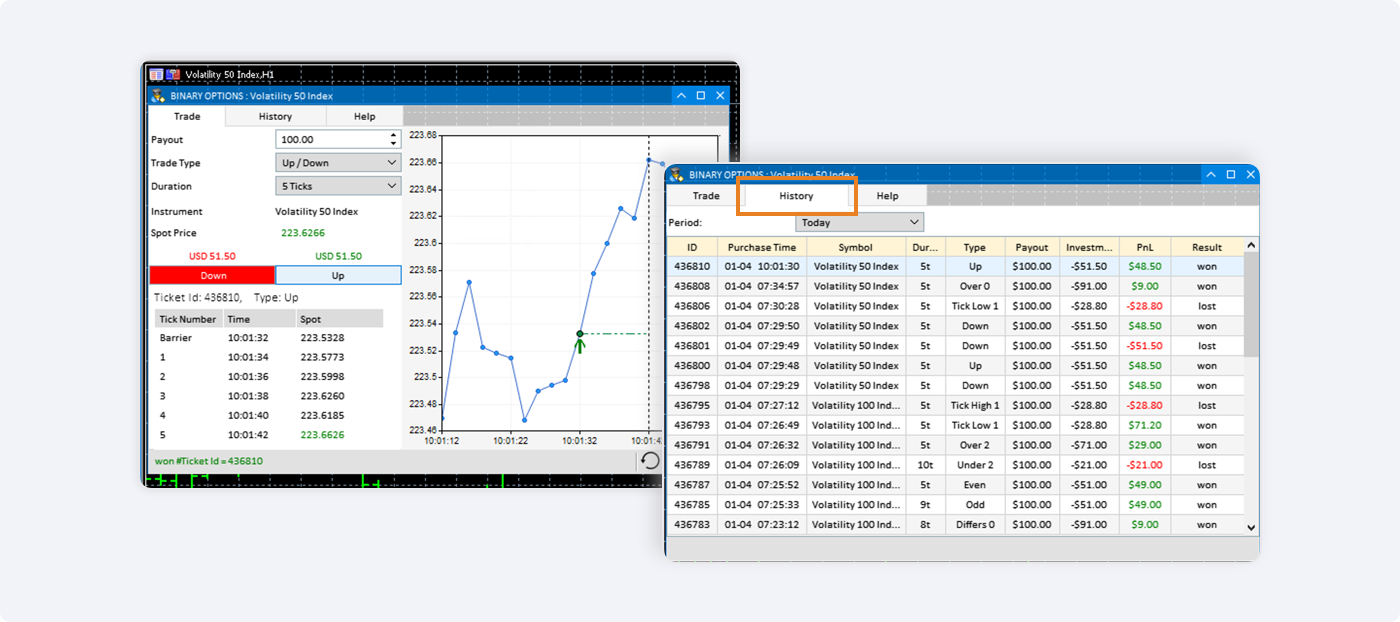 Volatility 50 Index,H1
BINARY OPTIONS : Volatility 50 Index
Trade History Help
Payout 100.00
Trade Type Up / Down
Duration 5 Ticks
Instrument Volatility 50 Index
Spot Price 223.6266
USD 51.50 USD 51.50
Down Up
Ticket Id: 436810, Type: Up
Tick Number Time Spot
Barrier 10:01:32 223.5328
1 10:01:34 223.5773
2 10:01:36 223.5998
3 10:01:38 223.6260
4 10:01:40 223.6185
5 10:01:42 223.6626
won #Ticket Id = 436810
223.68
223.66
223.64
223.62
223.6
223.58
223.56
223.54
223.52
223.5
223.48
223.46
10:01:12 10:01:22 10:01:32 10:01:4
BINARY OPTIONS : Volatility 50 Index
Trade History Help
Period: Today
ID Purchase Time Symbol Dur... Type Payout Investm... PnL Result
436810 01-04 10:01:30 Volatility 50 Index 5t Up $100.00 -$51.50 $48.50 won
436808 01-04 07:34:57 Volatility 50 Index 5t Over 0 $100.00 -$91.00 $9.00 won
436806 01-04 07:30:28 Volatility 50 Index 5t Tick Low 1 $100.00 -$28.80 -$28.80 lost
436802 01-04 07:29:50 Volatility 50 Index 5t Down $100.00 -$51.50 $48.50 won
436801 01-04 07:29:49 Volatility 50 Index 5t Down $100.00 -$51.50 -$51.50 lost
436800 01-04 07:29:48 Volatility 50 Index 5t Up $100.00 -$51.50 $48.50 won
436798 01-04 07:29:29 Volatility 50 Index 5t Down $100.00 -$51.50 $48.50 won
436795 01-04 07:27:12 Volatility 100 Ind... 5t Tick High 1 $100.00 -$28.80 -$28.80 lost
436793 01-04 07:26:49 Volatility 100 Ind... 5t Tick Low 1 $100.00 -$28.80 $71.20 won
436791 01-04 07:26:32 Volatility 100 Ind... 5t Over 2 $100.00 -$71.00 $29.00 won
436789 01-04 07:26:09 Volatility 100 Ind... 10t Under 2 $100.00 -$21.00 -$21.00 lost
436787 01-04 07:25:52 Volatility 100 Ind... 5t Even $100.00 -$51.00 $49.00 won
436785 01-04 07:25:33 Volatility 100 Ind... 9t Odd $100.00 -$51.00 $49.00 won
436783 01-04 07:23:12 Volatility 100 Ind... 8t Differs 0 $100.00 -$91.00 $9.00 won